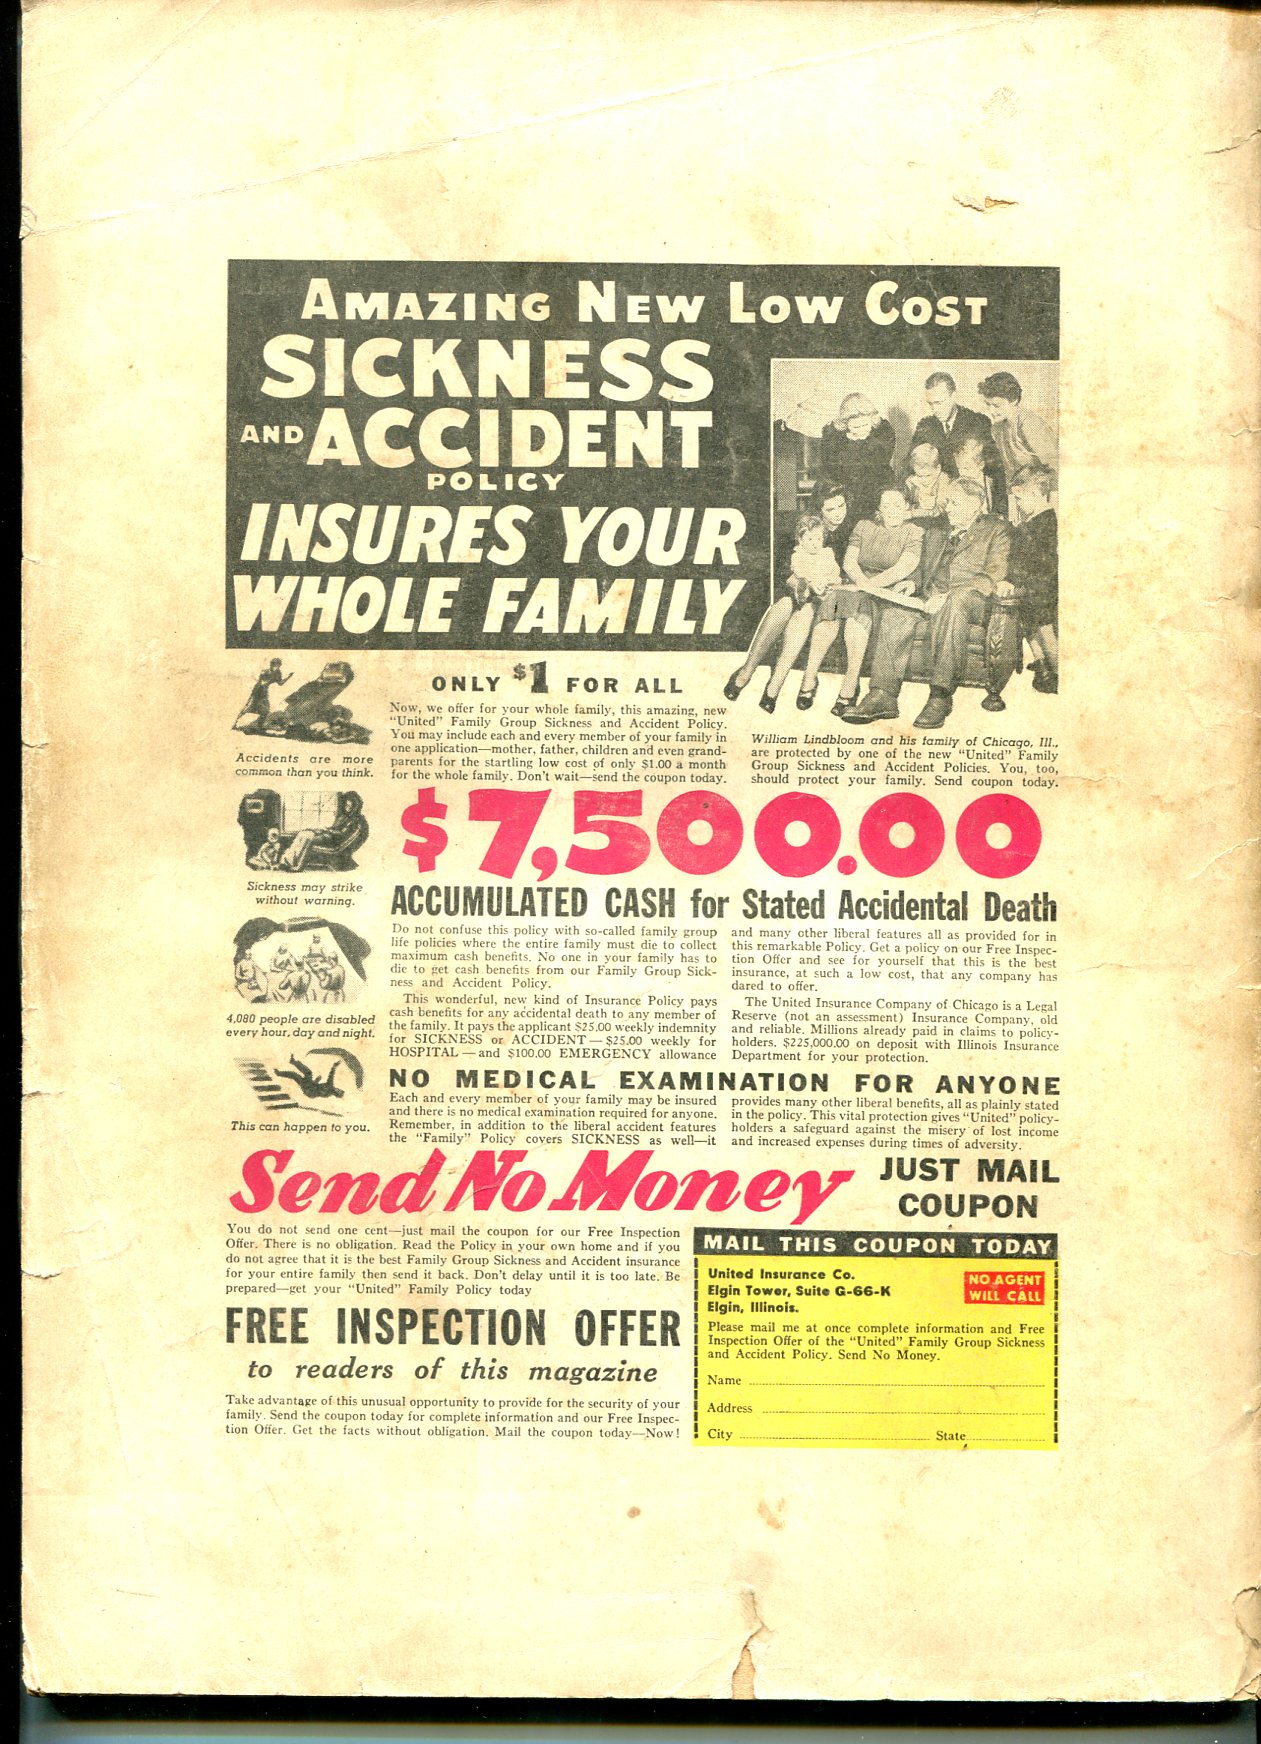 AMAZING NEW LOW COST
SICKNESS
AND ACCIDENT
POLICY
INSURES YOUR
WHOLE FAMILY
Accidents are more
common than you think.
Sickness may strike
without warning.
4,080 people are disabled
every hour, day and night.
This can happen to you.
ONLY $1 FOR ALL
Now, we offer for your whole family, this amazing, new
"United" Family Group Sickness and Accident Policy.
You may include each and every member of your family in
one application—mother, father, children and even grand-
parents for the startling low cost of only $1.00 a month
for the whole family. Don't wait—send the coupon today.
William Lindbloom and his family of Chicago, Ill.,
are protected by one of the new "United" Family
Group Sickness and Accident Policies. You, too,
should protect your family. Send coupon today.
$7,500.00
ACCUMULATED CASH for Stated Accidental Death
Do not confuse this policy with so-called family group
life policies where the entire family must die to collect
maximum cash benefits. No one in your family has to
die to get cash benefits from our Family Group Sick-
ness and Accident Policy.
This wonderful, new kind of Insurance Policy pays
cash benefits for any accidental death to any member of
the family. It pays the applicant $25.00 weekly indemnity
for SICKNESS or ACCIDENT—$25.00 weekly for
HOSPITAL—and $100.00 EMERGENCY allowance
and many other liberal features all as provided for in
this remarkable Policy. Get a policy on our Free Inspec-
tion Offer and see for yourself that this is the best
insurance, at such a low cost, that any company has
dared to offer.
The United Insurance Company of Chicago is a Legal
Reserve (not an assessment) Insurance Company, old
and reliable. Millions already paid in claims to policy-
holders. $225,000.00 on deposit with Illinois Insurance
Department for your protection.
NO MEDICAL EXAMINATION FOR ANYONE
Each and every member of your family may be insured
and there is no medical examination required for anyone.
Remember, in addition to the liberal accident features
the "Family" Policy covers SICKNESS as well—it
provides many other liberal benefits, all as plainly stated
in the policy. This vital protection gives "United" policy-
holders a safeguard against the misery of lost income
and increased expenses during times of adversity.
Send No Money
JUST MAIL
COUPON
You do not send one cent—just mail the coupon for our Free Inspection
Offer. There is no obligation. Read the Policy in your own home and if you
do not agree that it is the best Family Group Sickness and Accident insurance
for your entire family then send it back. Don't delay until it is too late. Be
prepared—get your "United" Family Policy today
FREE INSPECTION OFFER
to readers of this magazine
Take advantage of this unusual opportunity to provide for the security of your
family. Send the coupon today for complete information and our Free Inspec-
tion Offer. Get the facts without obligation. Mail the coupon today—Now!
MAIL THIS COUPON TODAY
United Insurance Co.
Elgin Tower, Suite G-66-K
Elgin, Illinois.
NO AGENT
WILL CALL
Please mail me at once complete information and Free
Inspection Offer of the "United" Family Group Sickness
and Accident Policy. Send No Money.
Name
Address
City State